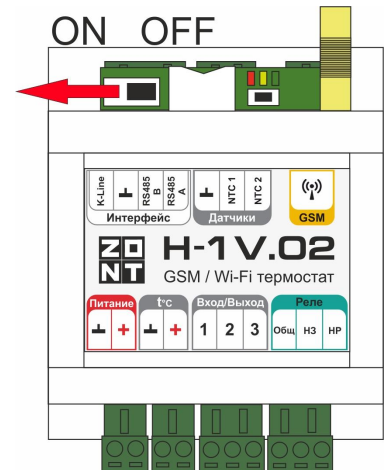 ON OFF
K-Line ⊥ RS485 B RS485 A
⊥ NTC 1 NTC 2
Интерфейс Датчики GSM
ZONT H-1V.02
GSM / Wi-Fi термостат
Питание t°C Вход/Выход Реле
⊥ + ⊥ + 1 2 3 Общ НЗ НР